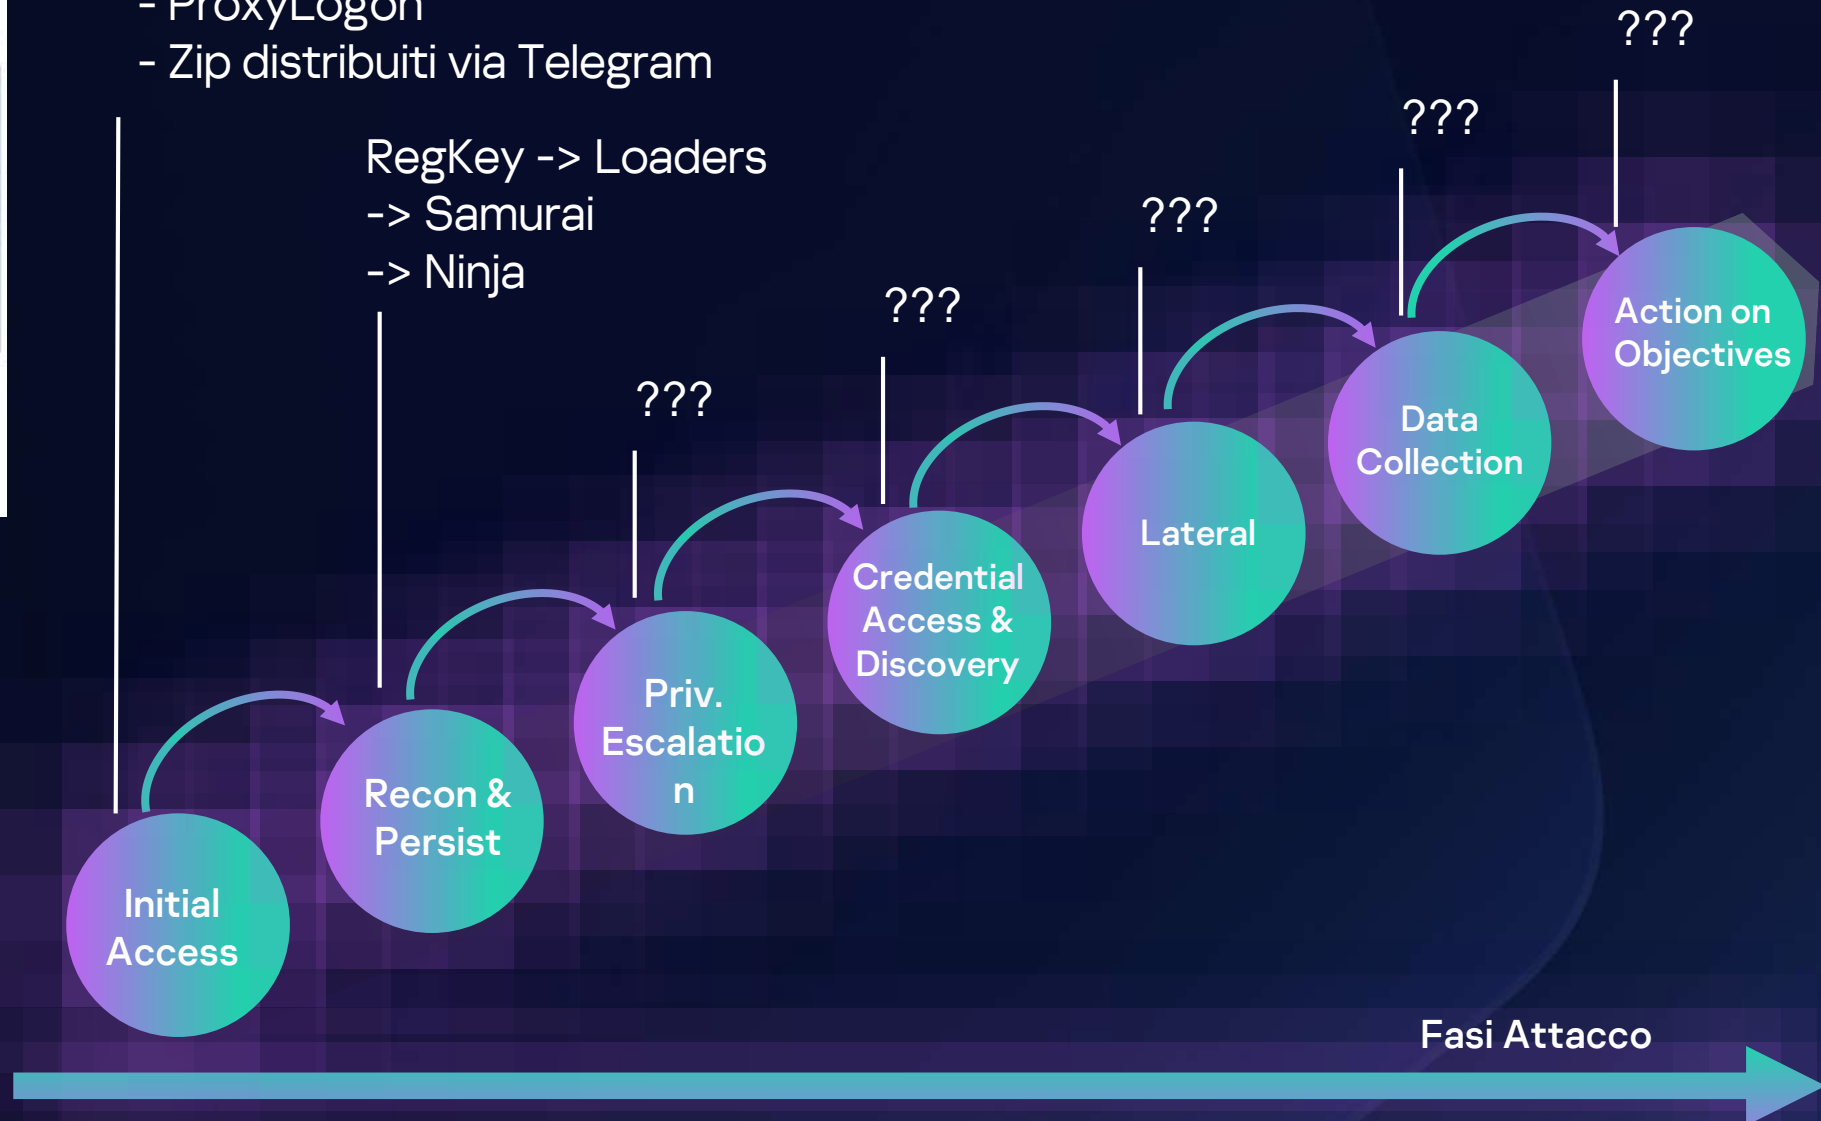 - ProxyLogon
- Zip distribuiti via Telegram
RegKey -> Loaders
-> Samurai
-> Ninja
???
???
???
???
???
Initial
Access
Recon &
Persist
Priv.
Escalatio
n
Credential
Access &
Discovery
Lateral
Data
Collection
Action on
Objectives
Fasi Attacco